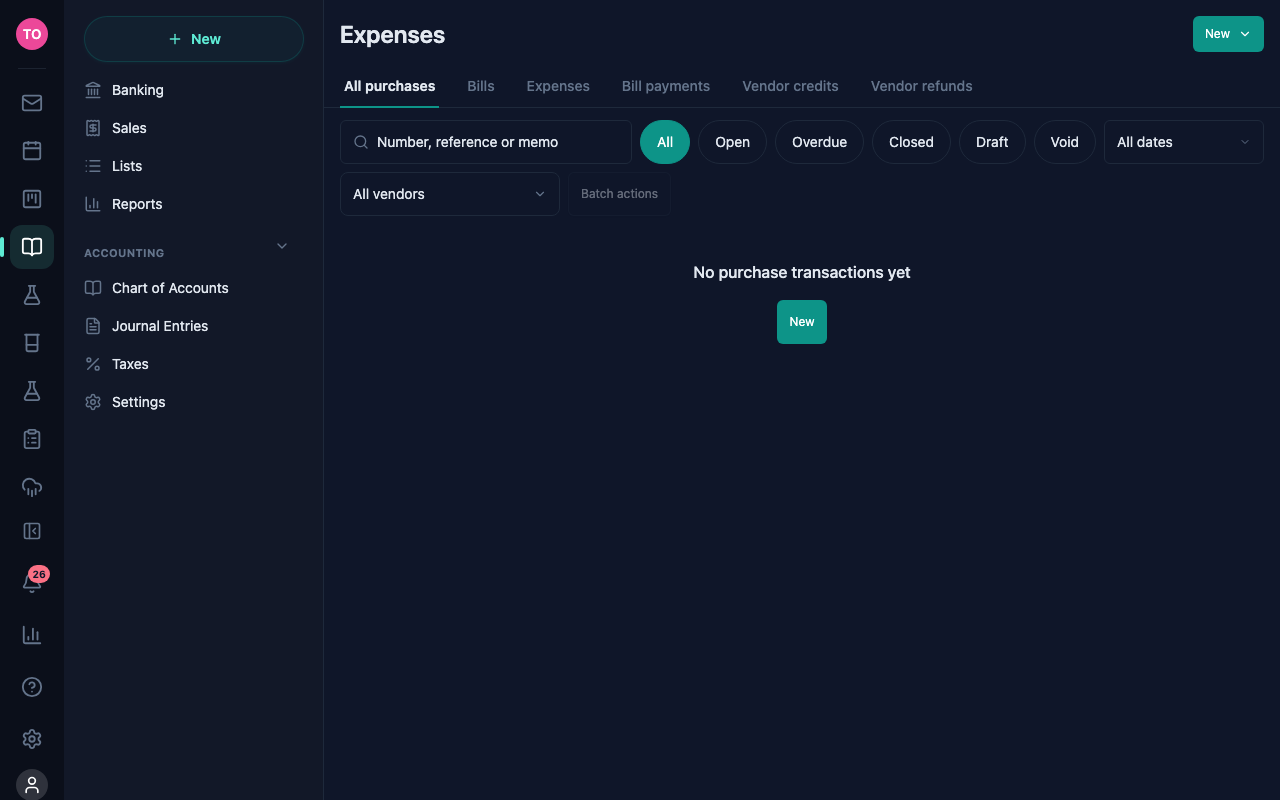 TO
New
Banking
Sales
Lists
Reports
ACCOUNTING
Chart of Accounts
Journal Entries
Taxes
Settings
26
Expenses
New
All purchases
Bills
Expenses
Bill payments
Vendor credits
Vendor refunds
Number, reference or memo
All
Open
Overdue
Closed
Draft
Void
All dates
All vendors
Batch actions
No purchase transactions yet
New